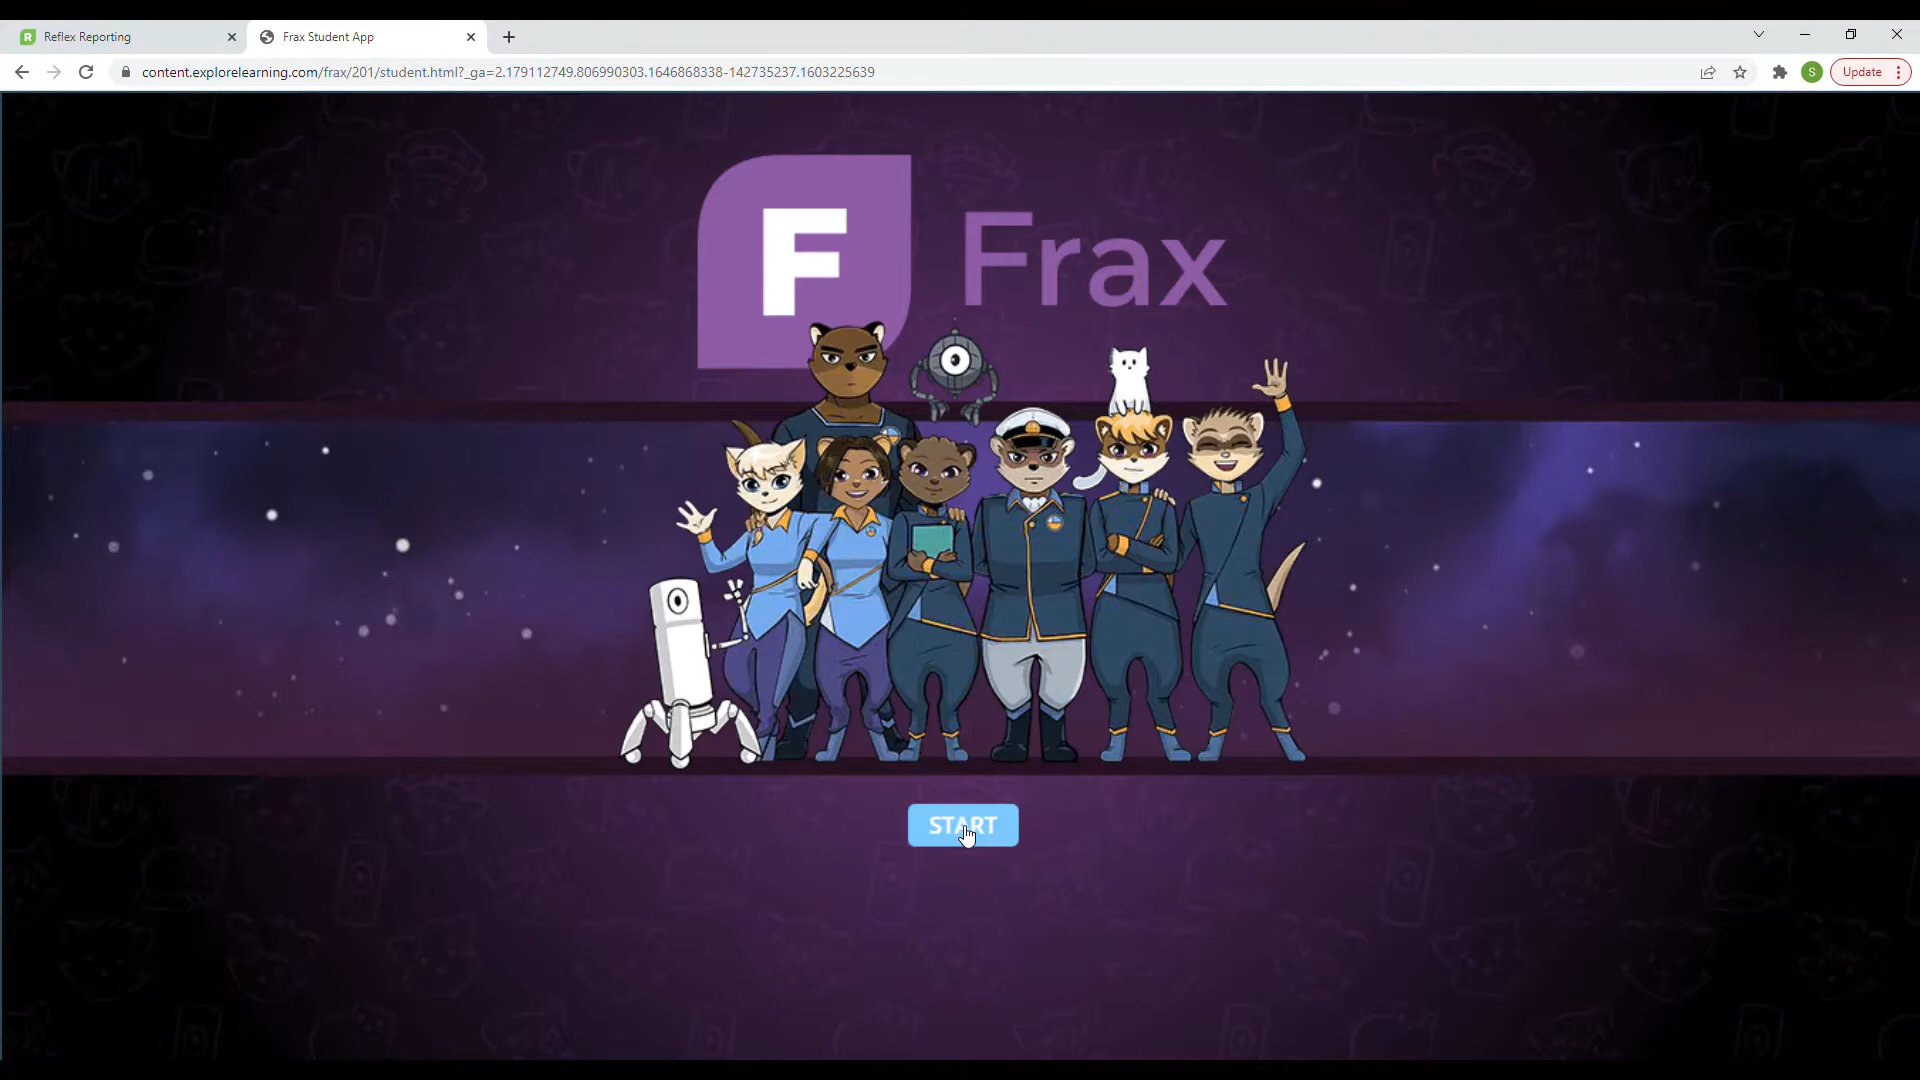 Reflex Reporting
Frax Student App
content.explorelearning.com/frax/201/student.html?_ga=2.179112749.806990303.1646868338-142735237.1603225639
S
Update
F
Frax
START